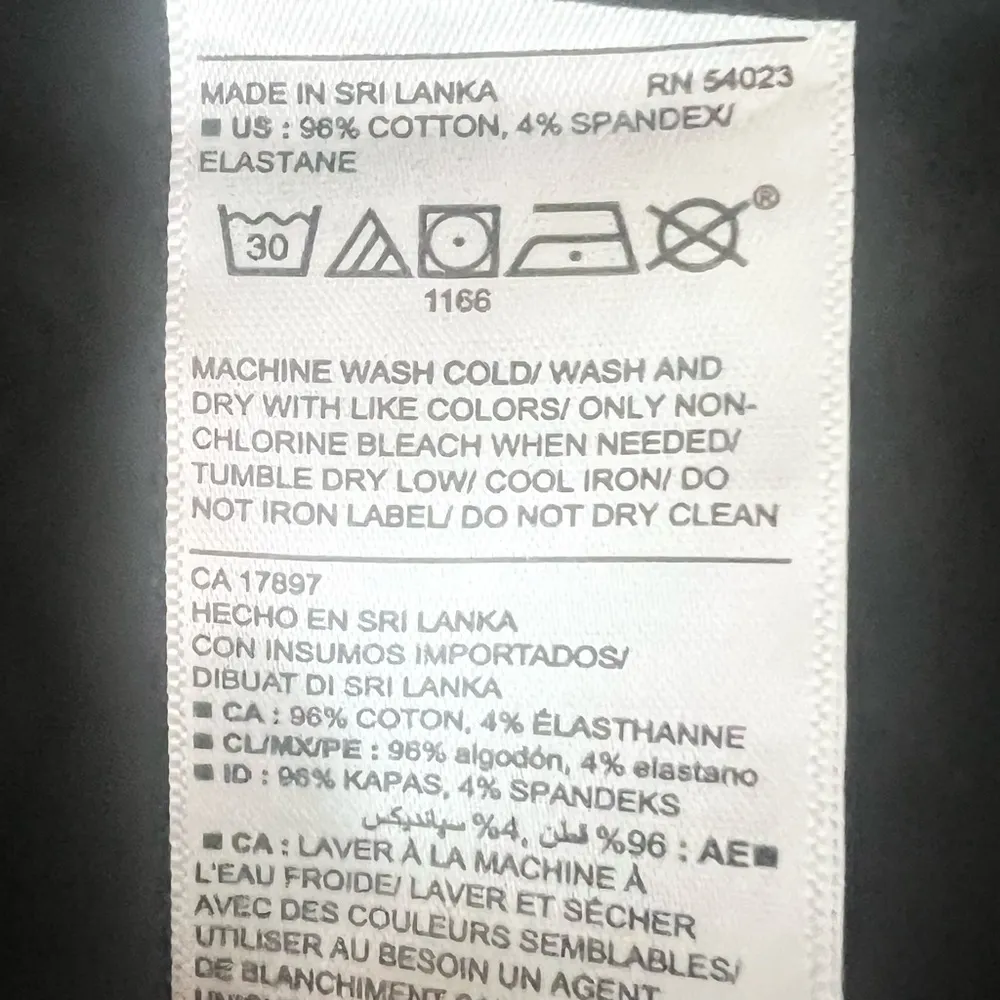 MADE IN SRI LANKA RN 54023
■ US : 96% COTTON, 4% SPANDEX/
ELASTANE
30
®
1166
MACHINE WASH COLD/ WASH AND
DRY WITH LIKE COLORS/ ONLY NON-
CHLORINE BLEACH WHEN NEEDED/
TUMBLE DRY LOW/ COOL IRON/ DO
NOT IRON LABEL/ DO NOT DRY CLEAN
CA 17897
HECHO EN SRI LANKA
CON INSUMOS IMPORTADOS/
DIBUAT DI SRI LANKA
■ CA : 96% COTON, 4% ÉLASTHANNE
■ CL/MX/PE : 96% algodón, 4% elastano
■ ID : 96% KAPAS, 4% SPANDEKS
■AE : 96% قطن, 4% سباندیکس
■ CA : LAVER À LA MACHINE À
L'EAU FROIDE/ LAVER ET SÉCHER
AVEC DES COULEURS SEMBLABLES/
UTILISER AU BESOIN UN AGENT
DE BLANCHIMENT